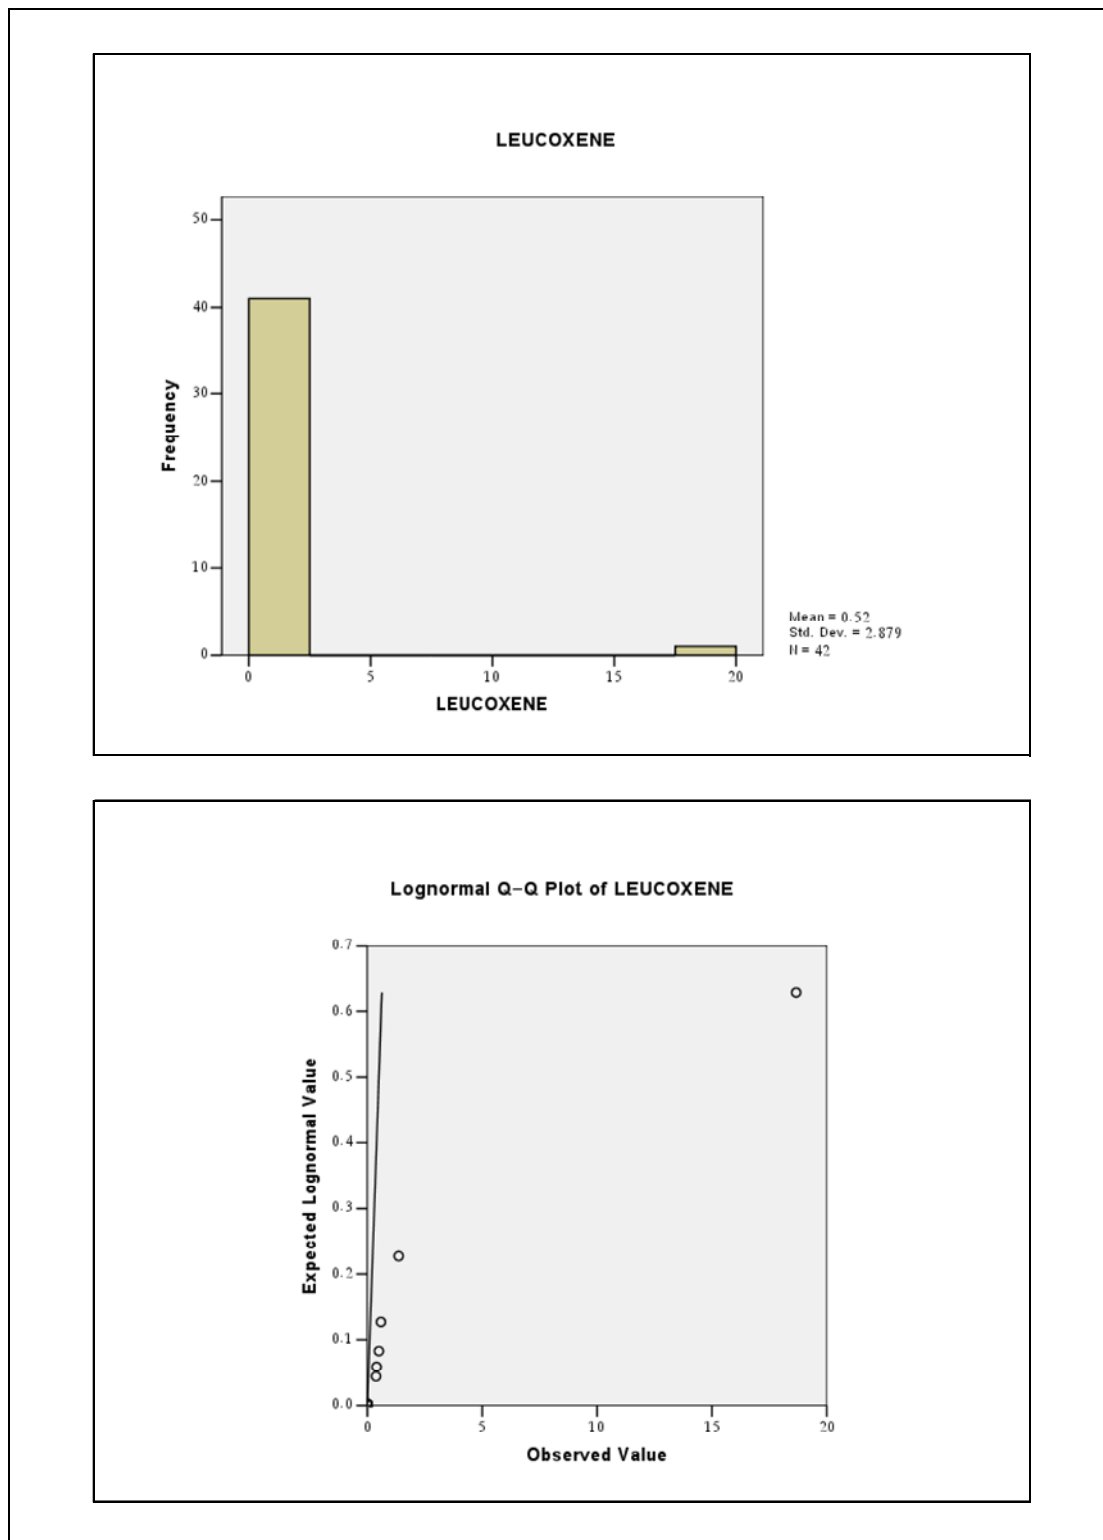 LEUCOXENE
50
40
30
20
10
0
Frequency
0 5 10 15 20
LEUCOXENE
Mean = 0.52
Std. Dev. = 2.879
N = 42
Lognormal Q–Q Plot of LEUCOXENE
0.7
0.6
0.5
0.4
0.3
0.2
0.1
0.0
Expected Lognormal Value
0 5 10 15 20
Observed Value